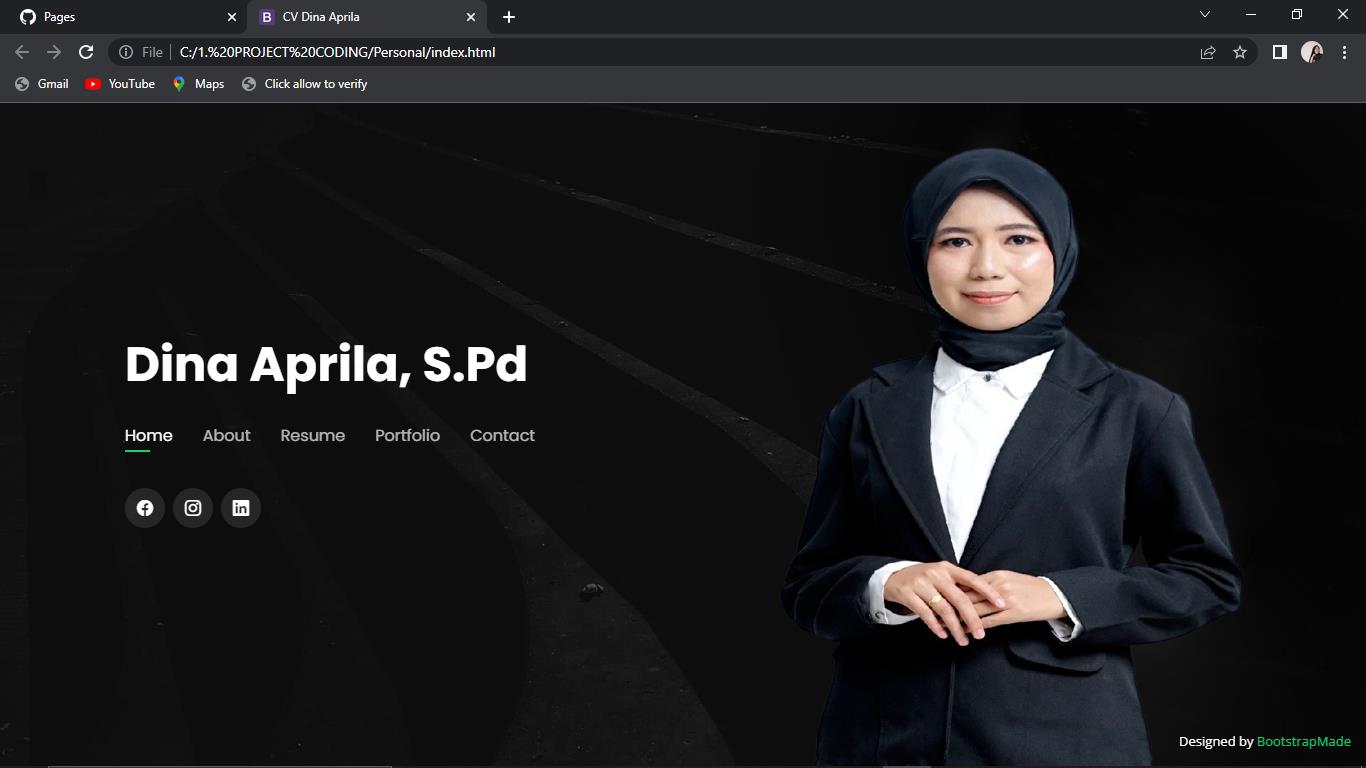 Pages
B CV Dina Aprila
File C:/1.%20PROJECT%20CODING/Personal/index.html
Gmail YouTube Maps Click allow to verify
Dina Aprila, S.Pd
Home About Resume Portfolio Contact
Designed by BootstrapMade